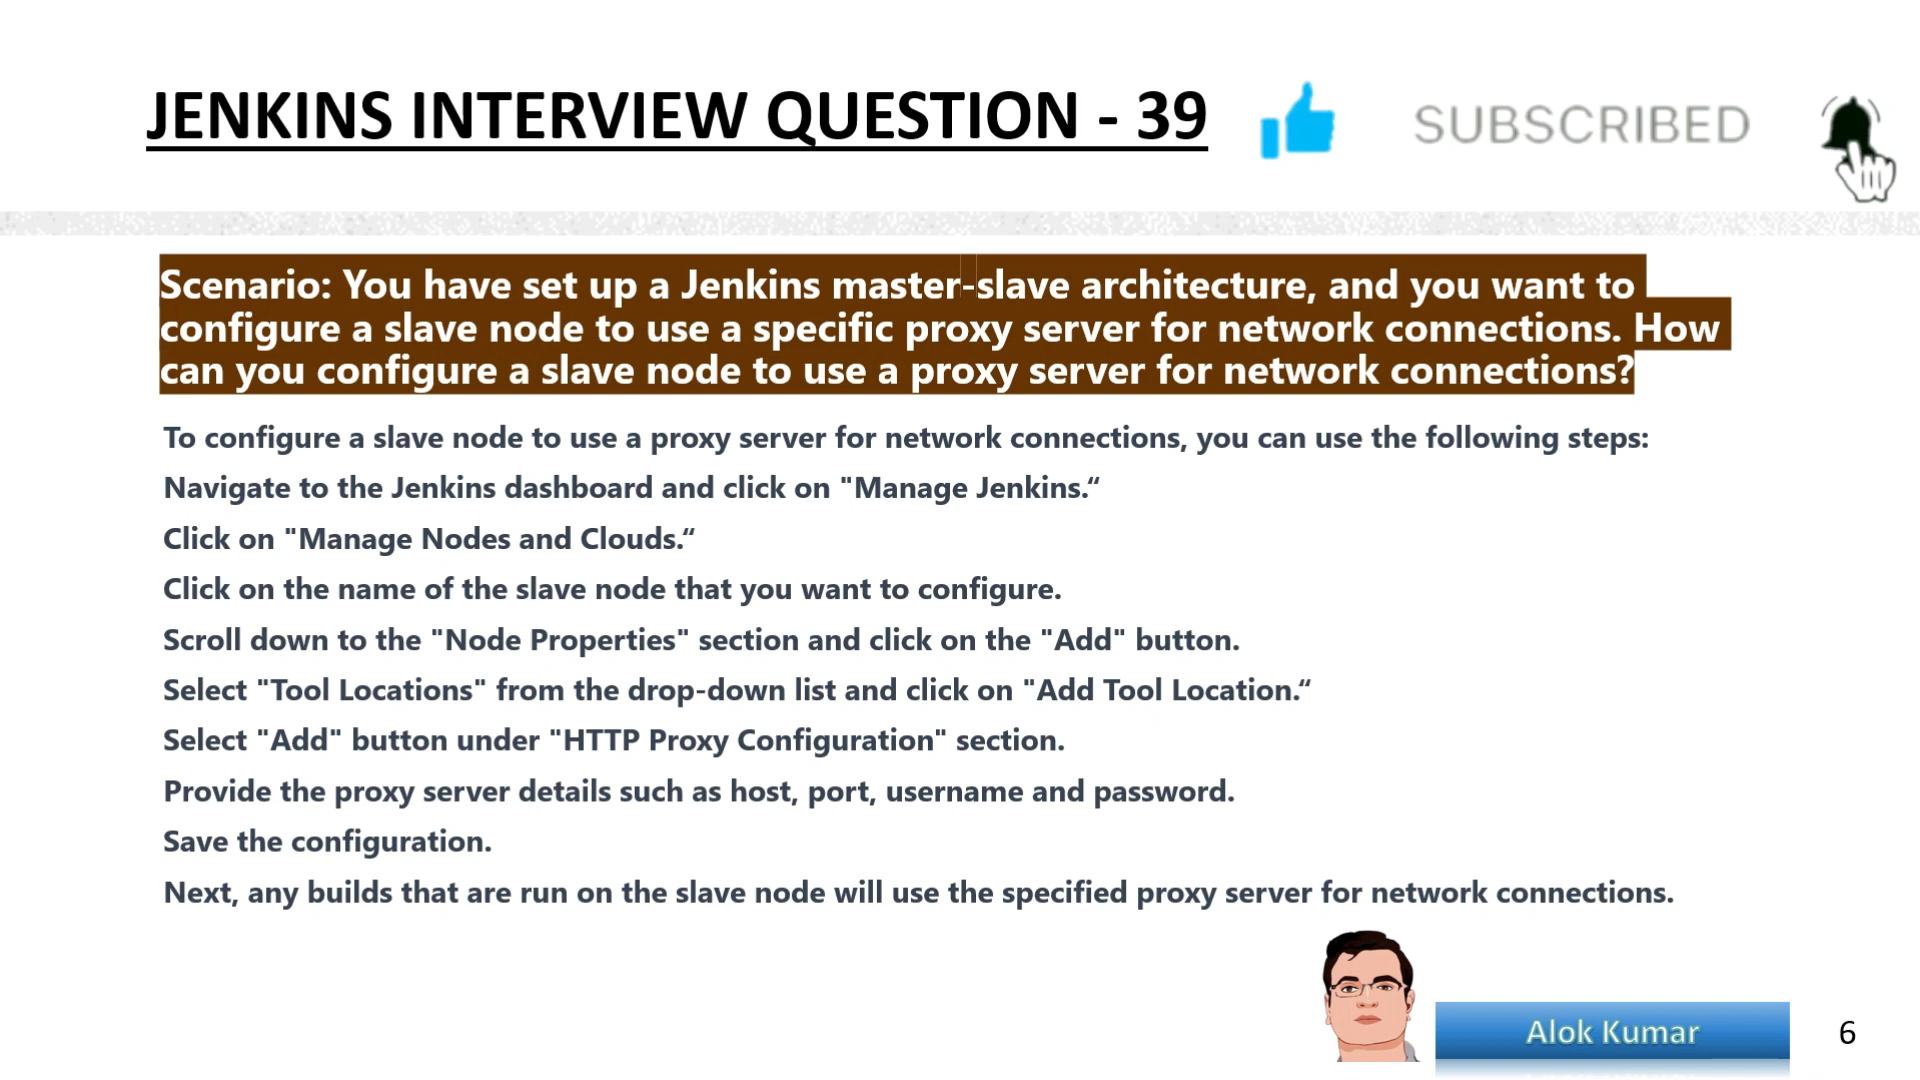 JENKINS INTERVIEW QUESTION - 39
SUBSCRIBED
Scenario: You have set up a Jenkins master-slave architecture, and you want to
configure a slave node to use a specific proxy server for network connections. How
can you configure a slave node to use a proxy server for network connections?
To configure a slave node to use a proxy server for network connections, you can use the following steps:
Navigate to the Jenkins dashboard and click on "Manage Jenkins.“
Click on "Manage Nodes and Clouds.“
Click on the name of the slave node that you want to configure.
Scroll down to the "Node Properties" section and click on the "Add" button.
Select "Tool Locations" from the drop-down list and click on "Add Tool Location.“
Select "Add" button under "HTTP Proxy Configuration" section.
Provide the proxy server details such as host, port, username and password.
Save the configuration.
Next, any builds that are run on the slave node will use the specified proxy server for network connections.
Alok Kumar
6